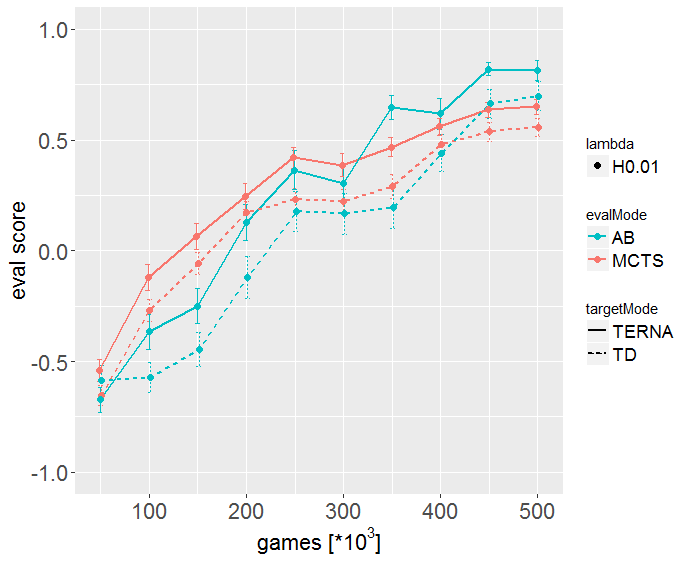 1.0
0.5
0.0
-0.5
-1.0
eval score
100 200 300 400 500
games [*10³]
lambda
H0.01
evalMode
AB
MCTS
targetMode
TERNA
TD